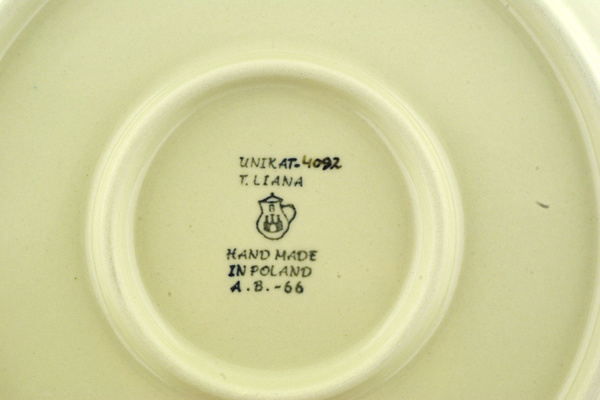 UNIKAT-4092
T. LIANA
HAND MADE
IN POLAND
A.B.-66